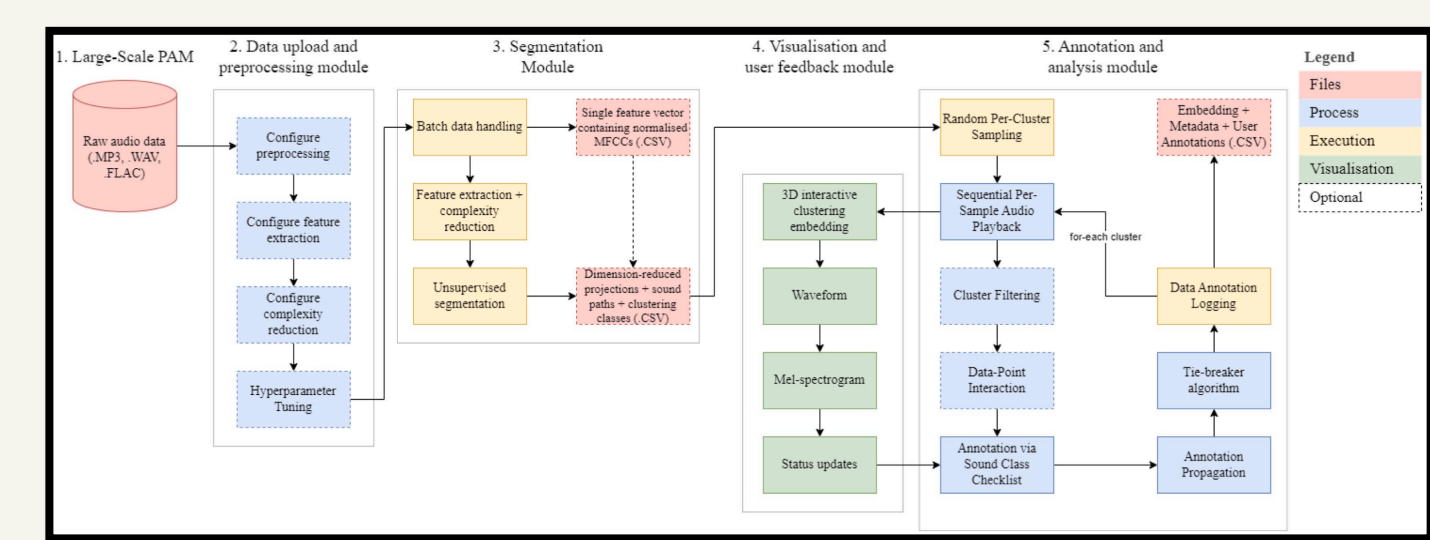 1. Large-Scale PAM
Raw audio data
(.MP3, .WAV,
.FLAC)
2. Data upload and
preprocessing module
Configure
preprocessing
Configure feature
extraction
Configure
complexity
reduction
Hyperparameter
Tuning
3. Segmentation
Module
Batch data handling
Single feature vector
containing normalised
MFCCs (.CSV)
Feature extraction +
complexity
reduction
Unsupervised
segmentation
Dimension-reduced
projections + sound
paths + clustering
classes (.CSV)
4. Visualisation and
user feedback module
3D interactive
clustering
embedding
Waveform
Mel-spectrogram
Status updates
5. Annotation and
analysis module
Random Per-Cluster
Sampling
Sequential Per-
Sample Audio
Playback
Cluster Filtering
Data-Point
Interaction
Annotation via
Sound Class
Checklist
Embedding +
Metadata + User
Annotations (.CSV)
for-each cluster
Data Annotation
Logging
Tie-breaker
algorithm
Annotation
Propagation
Legend
Files
Process
Execution
Visualisation
Optional